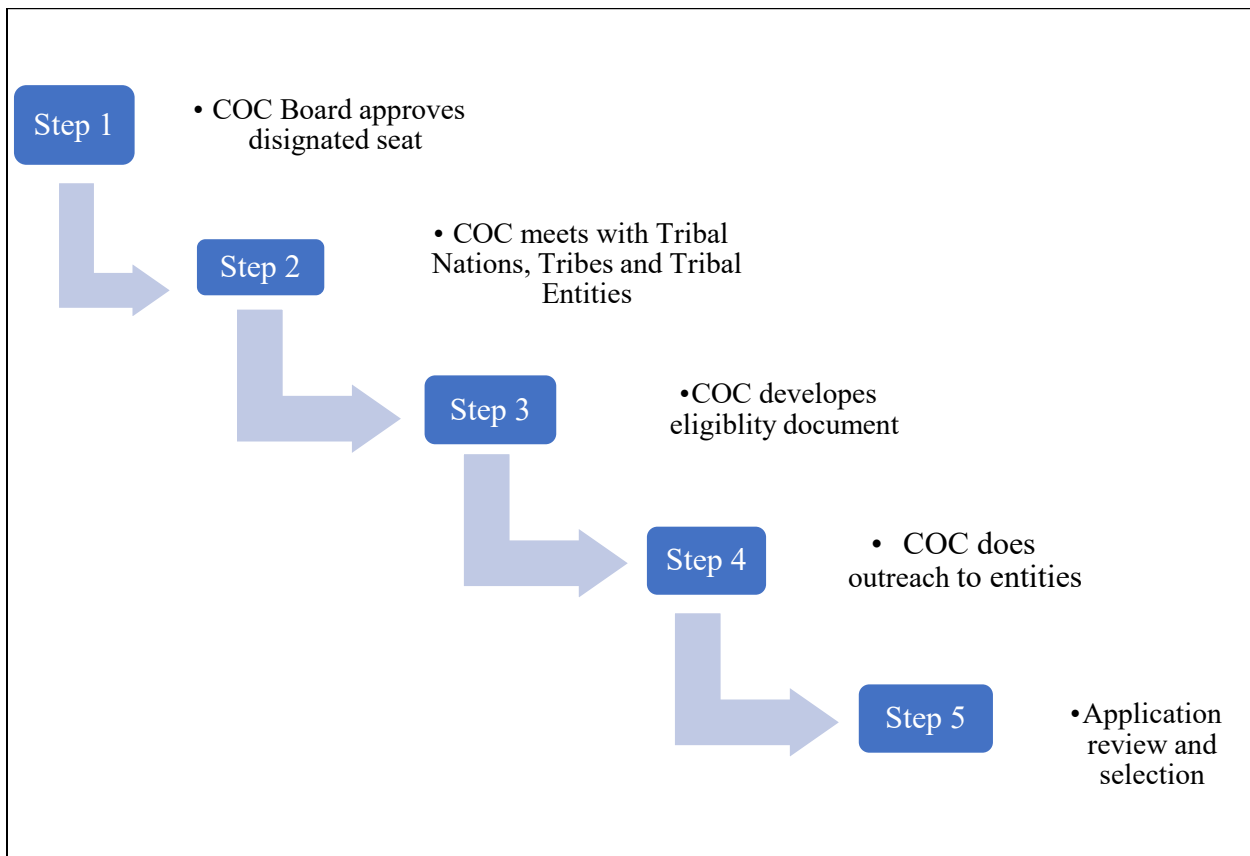 Step 1
• COC Board approves
disignated seat
Step 2
• COC meets with Tribal
Nations, Tribes and Tribal
Entities
Step 3
•COC developes
eligiblity document
Step 4
• COC does
outreach to entities
Step 5
•Application
review and
selection